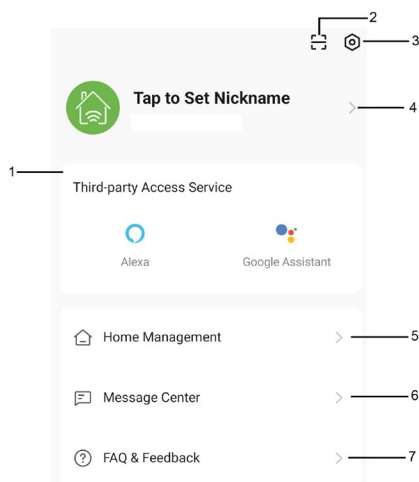 2
3
Tap to Set Nickname
4
1
Third-party Access Service
Alexa
Google Assistant
Home Management
5
Message Center
6
FAQ & Feedback
7